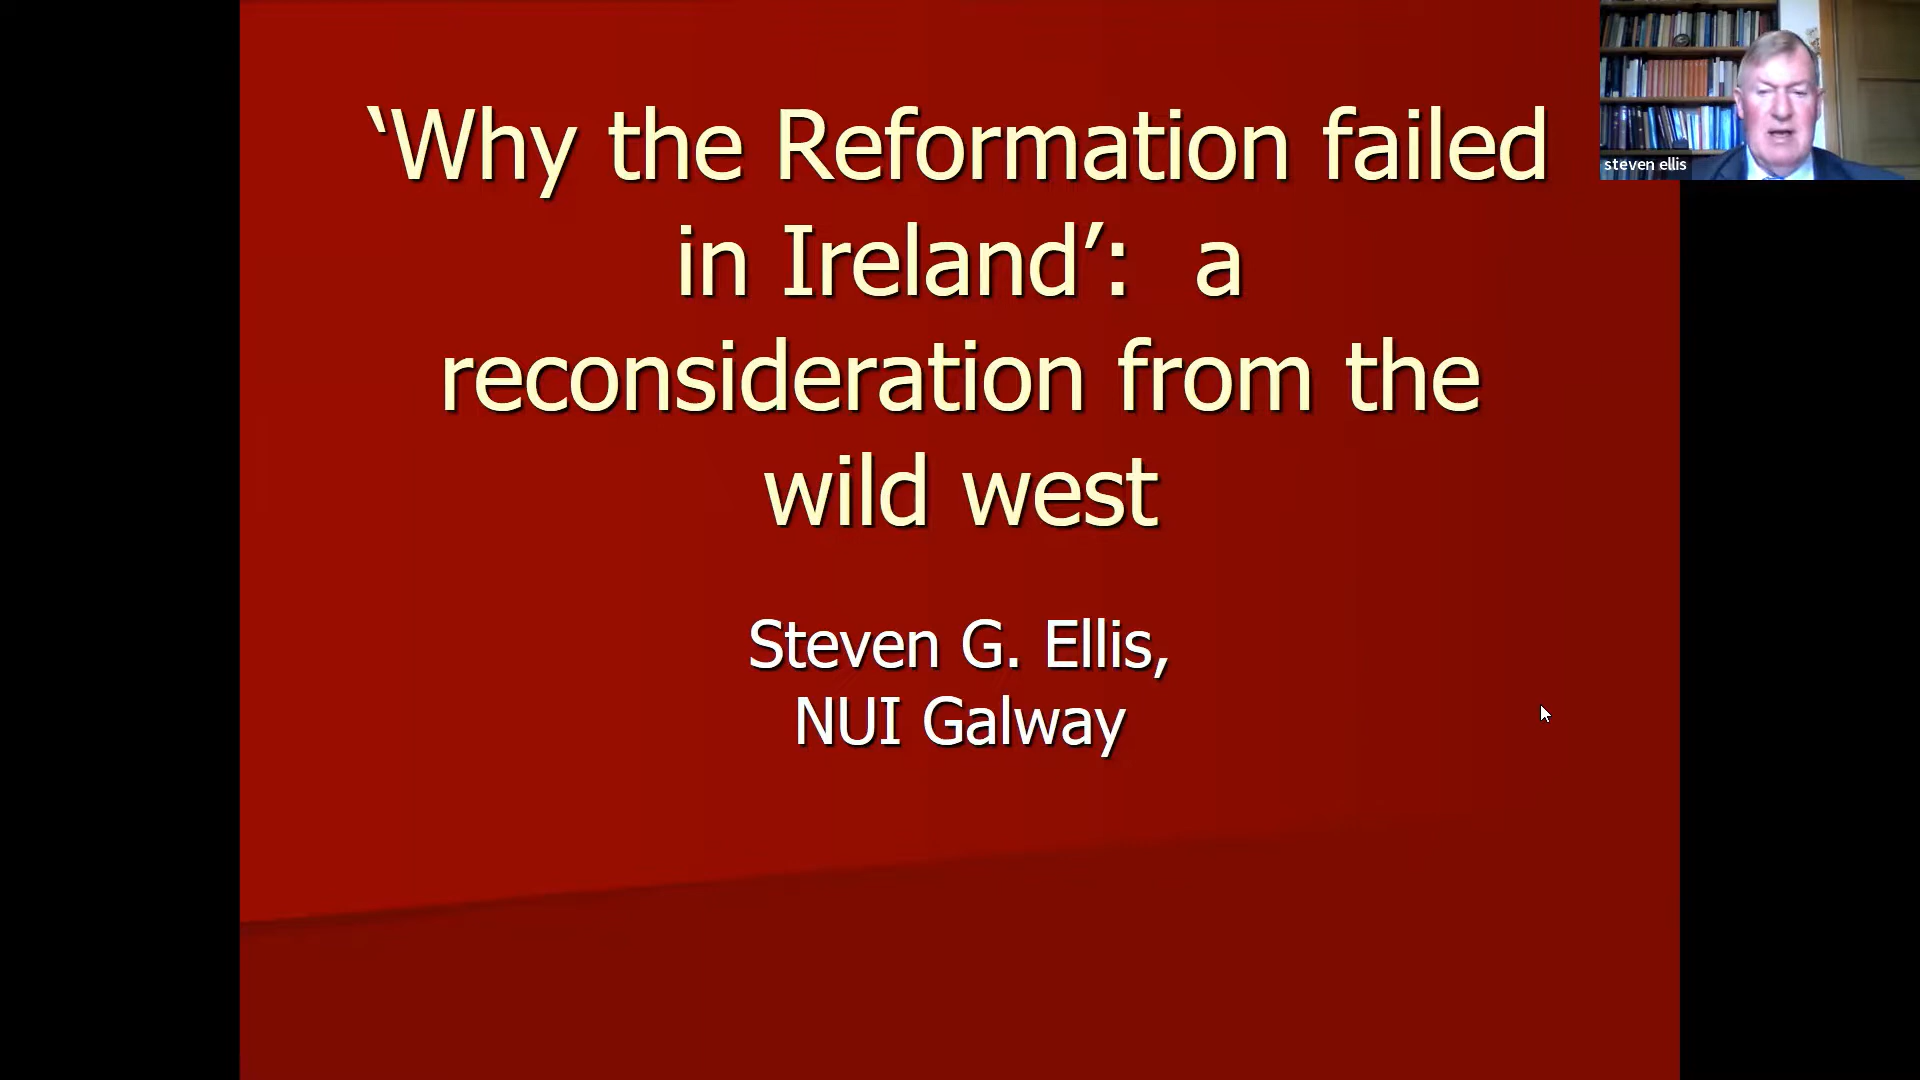 ‘Why the Reformation failed
in Ireland’:  a
reconsideration from the
wild west
Steven G. Ellis,
NUI Galway
steven ellis